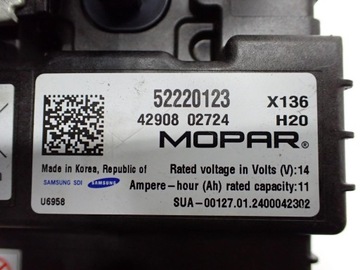 52220123 X136
42908 02724 H20
MOPAR®
Made in Korea, Republic of Rated voltage in Volts (V):14
SAMSUNG SDI SAMSUNG Ampere-hour (Ah) rated capacity:11
U6958 SUA-00127.01.2400042302